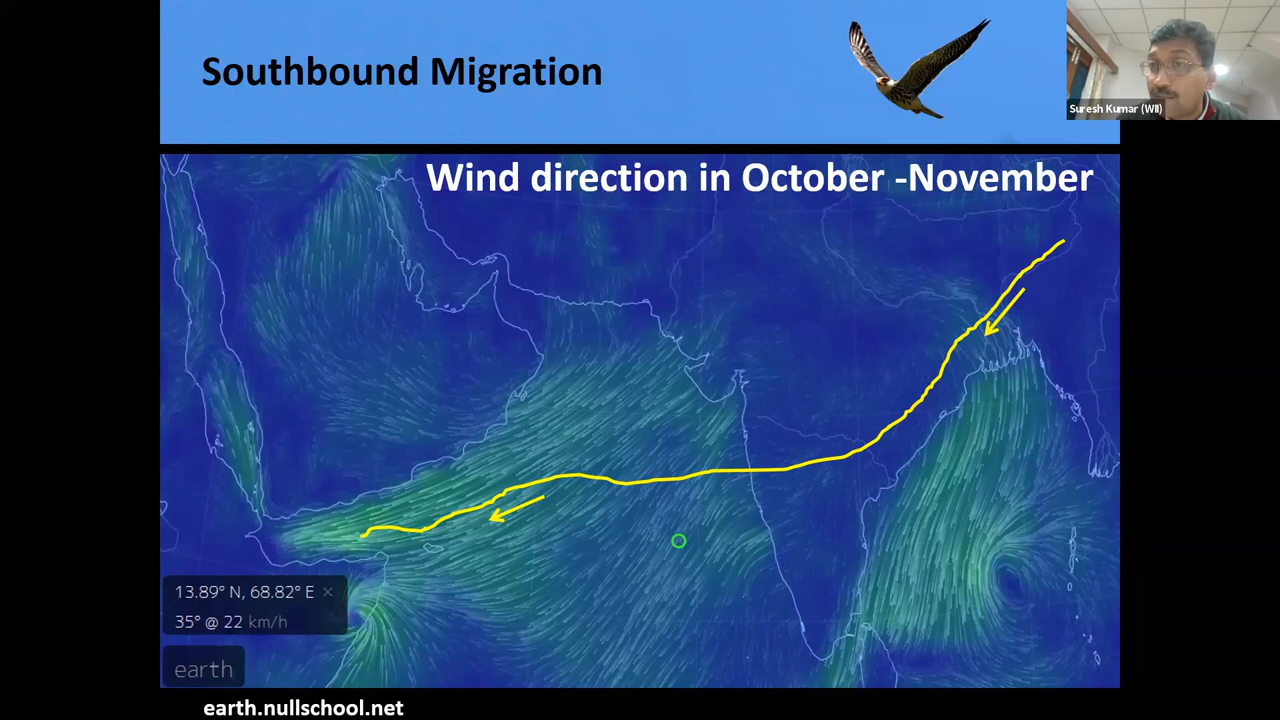 Southbound Migration
Suresh Kumar (WII)
Wind direction in October -November
13.89° N, 68.82° E ×
35° @ 22 km/h
earth
earth.nullschool.net